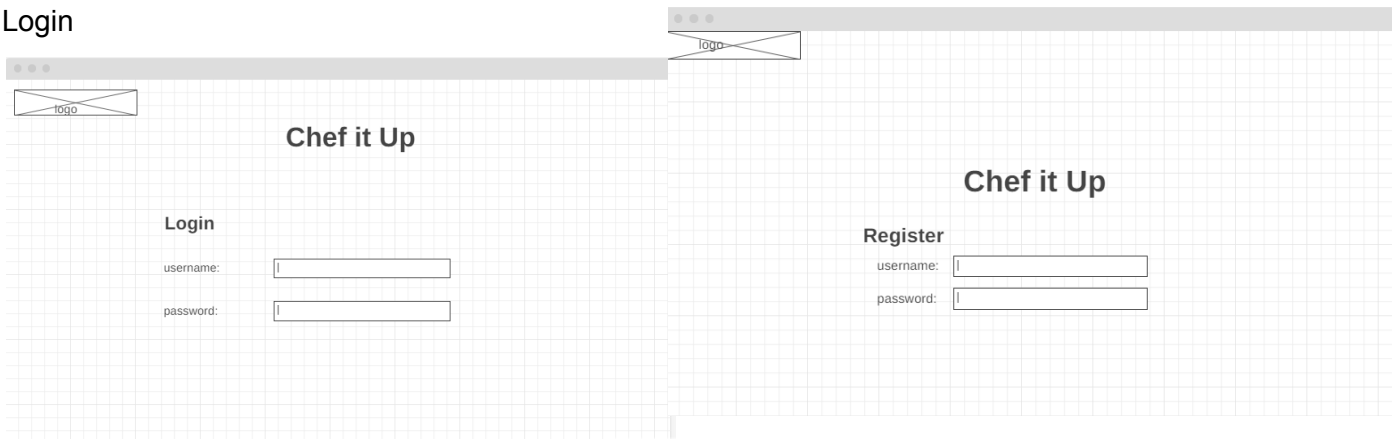 Login
logo
Chef it Up
Login
username:
password:
logo
Chef it Up
Register
username:
password: